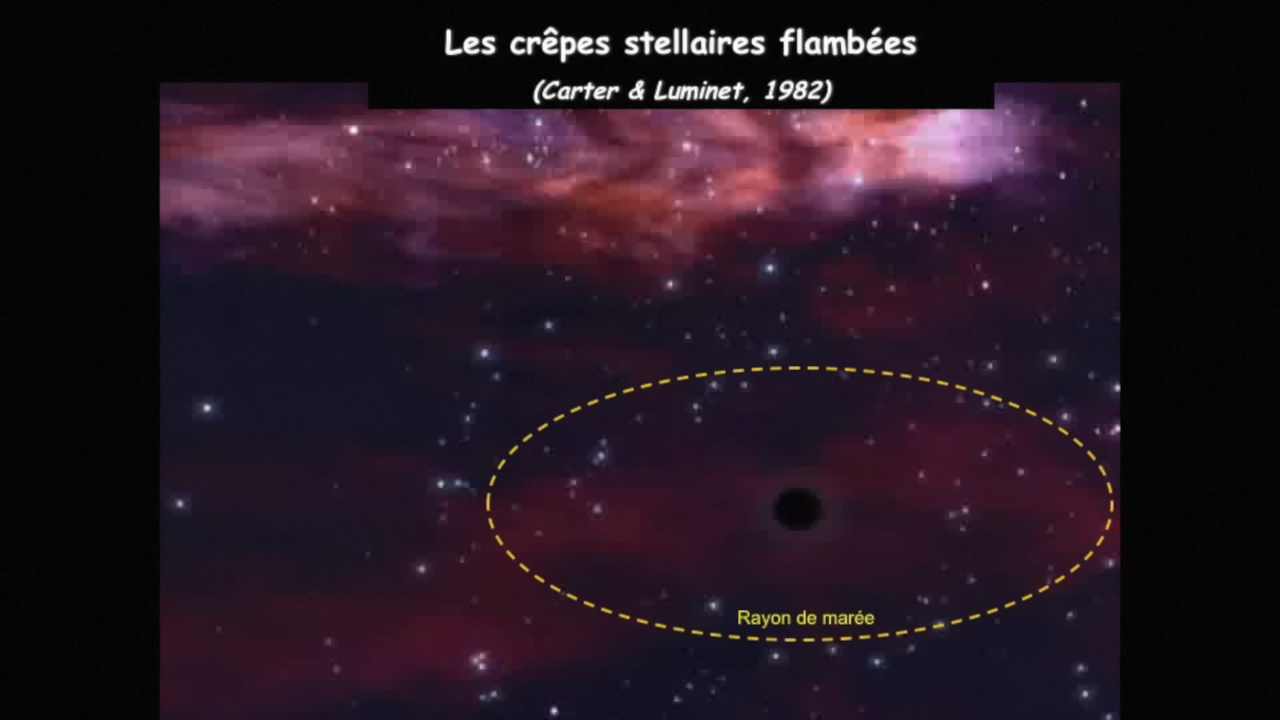 Les crêpes stellaires flambées
(Carter & Luminet, 1982)
Rayon de marée